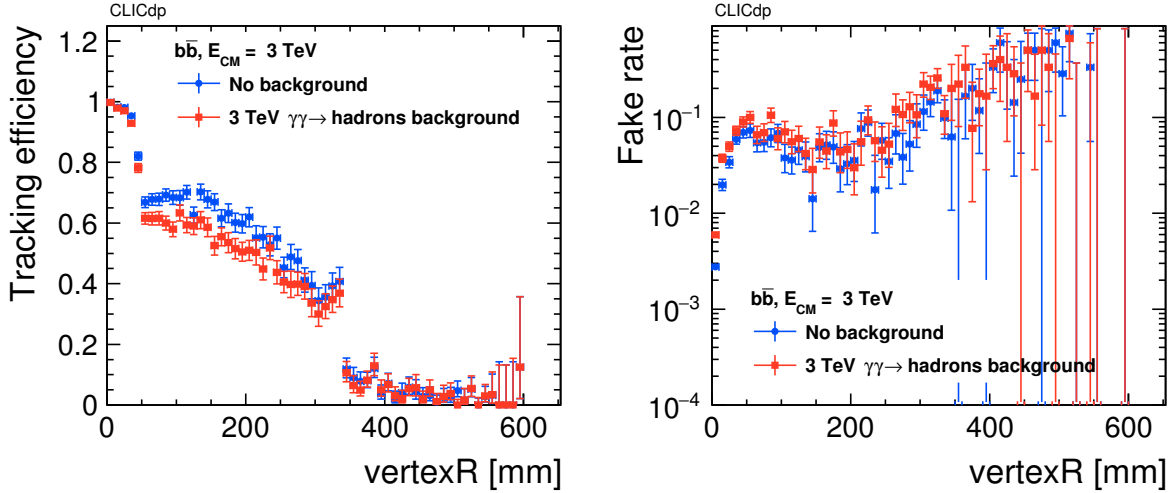 CLICdp
bb̅, E_CM = 3 TeV
No background
3 TeV γγ→ hadrons background
Tracking efficiency
1.2
1
0.8
0.6
0.4
0.2
0
0 200 400 600
vertexR [mm]
CLICdp
Fake rate
10⁻¹
10⁻²
10⁻³
10⁻⁴
bb̅, E_CM = 3 TeV
No background
3 TeV γγ→ hadrons background
0 200 400 600
vertexR [mm]